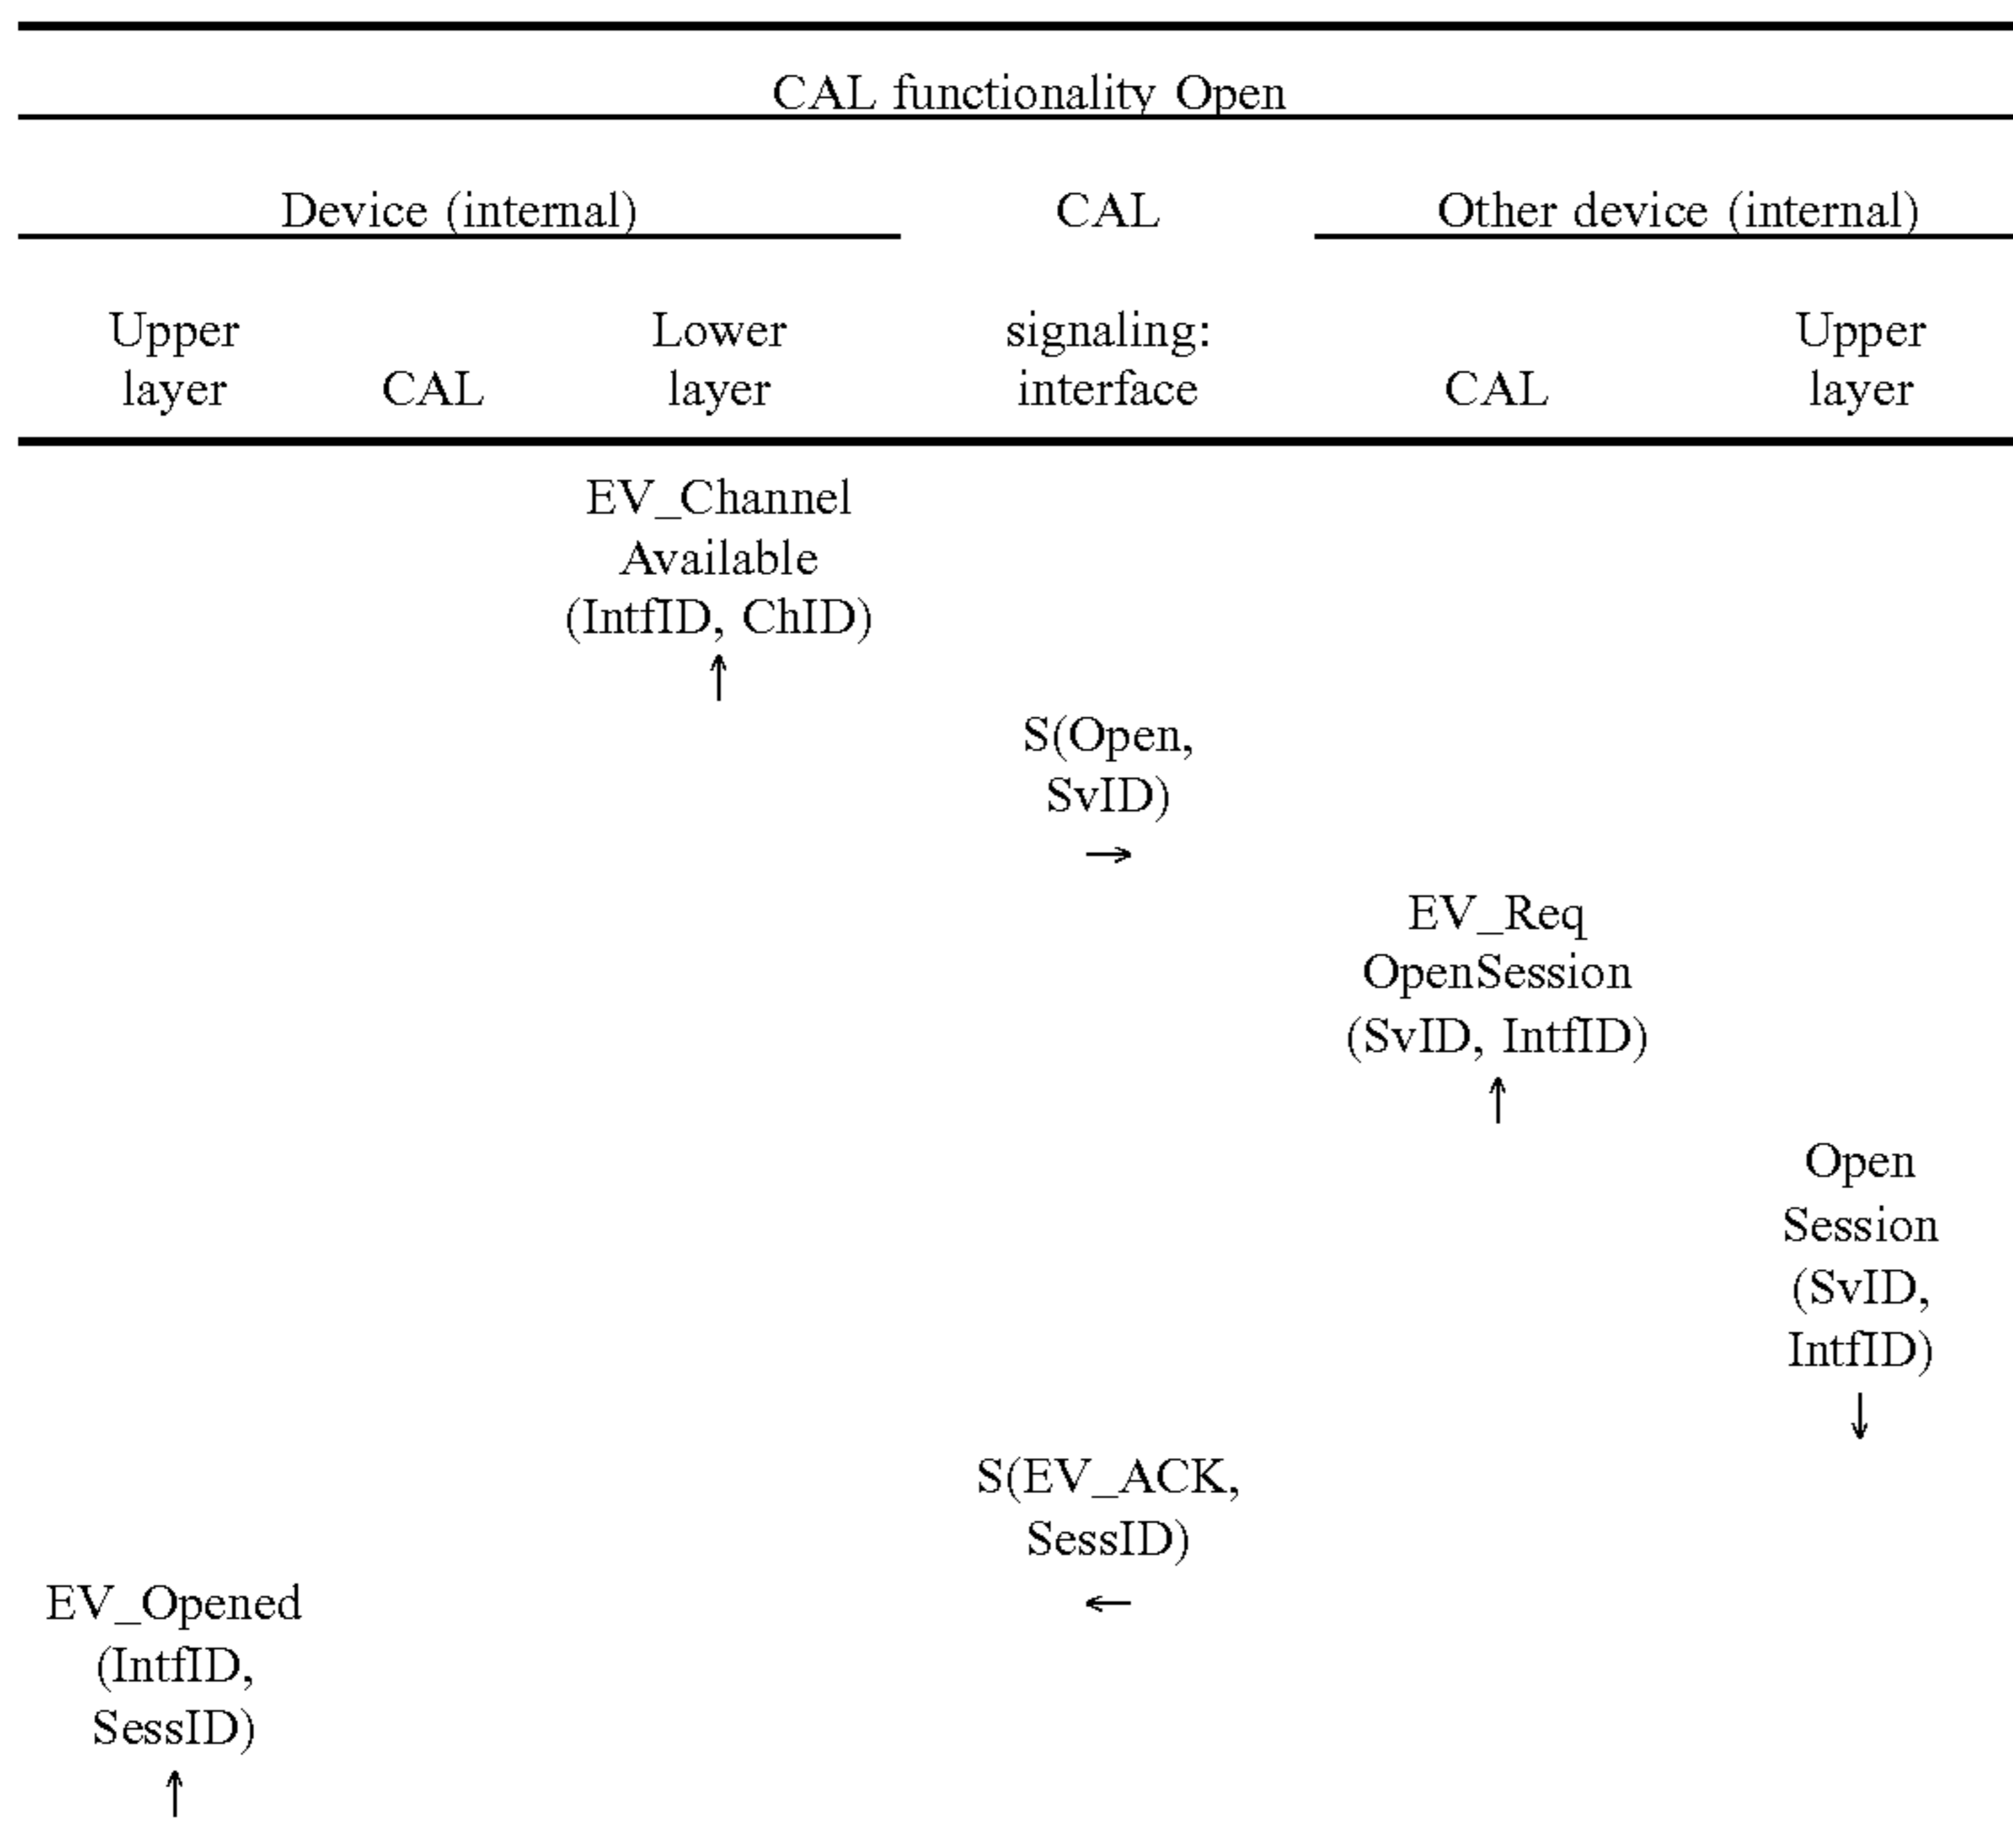 CAL functionality Open
Device (internal) CAL Other device (internal)
Upper Lower signaling: Upper
layer CAL layer interface CAL layer
EV_Channel
Available
(IntfID, ChID)
↑
S(Open,
SvID)
→
EV_Req
OpenSession
(SvID, IntfID)
↑
Open
Session
(SvID,
IntfID)
↓
S(EV_ACK,
SessID)
←
EV_Opened
(IntfID,
SessID)
↑